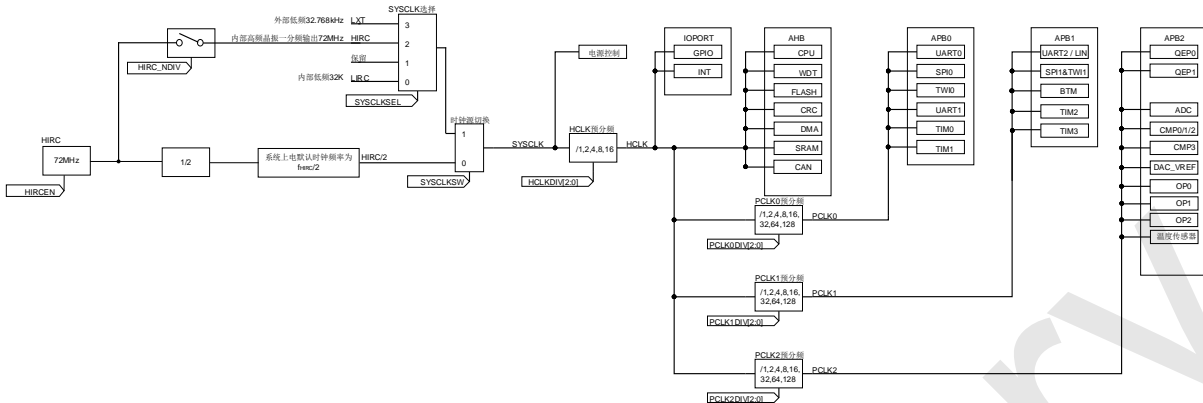 SYSCLK选择
外部低频32.768kHz LXT 3
内部高频晶振一分频输出72MHz HIRC 2
保留 1
内部低频32K LIRC 0
HIRC_NDIV
SYSCLKSEL
HIRC
72MHz
HIRCEN
1/2
系统上电默认时钟频率为
fHIRC/2
HIRC/2
时钟源切换
1
0
SYSCLKSW
SYSCLK
电源控制
HCLK预分频
/1,2,4,8,16
HCLK
HCLKDIV[2:0]
IOPORT
GPIO
INT
AHB
CPU
WDT
FLASH
CRC
DMA
SRAM
CAN
PCLK0预分频
/1,2,4,8,16,
32,64,128
PCLK0
PCLK0DIV[2:0]
PCLK1预分频
/1,2,4,8,16,
32,64,128
PCLK1
PCLK1DIV[2:0]
PCLK2预分频
/1,2,4,8,16,
32,64,128
PCLK2
PCLK2DIV[2:0]
APB0
UART0
SPI0
TWI0
UART1
TIM0
TIM1
APB1
UART2 / LIN
SPI1&TWI1
BTM
TIM2
TIM3
APB2
QEP0
QEP1
ADC
CMP0/1/2
CMP3
DAC_VREF
OP0
OP1
OP2
温度传感器
ry